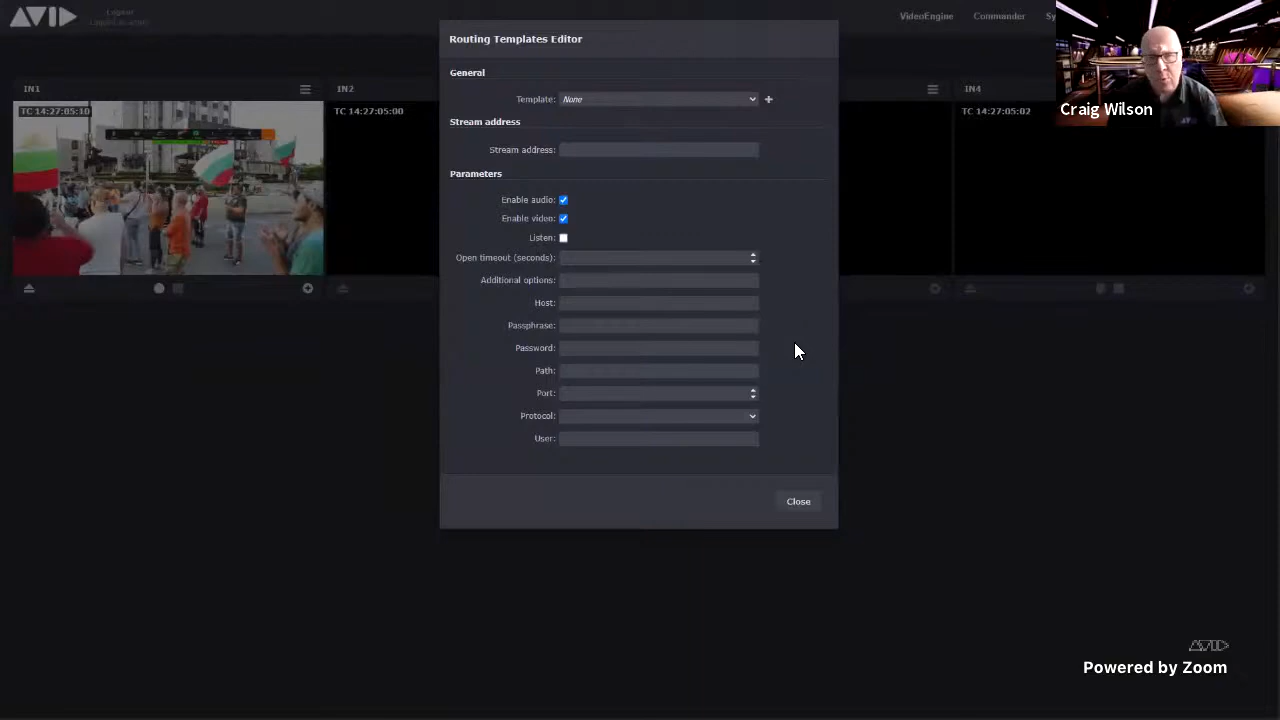 AVID
VideoEngine
Commander
Routing Templates Editor
General
Template: None
Stream address
Stream address:
Parameters
Enable audio:
Enable video:
Listen:
Open timeout (seconds):
Additional options:
Host:
Passphrase:
Password:
Path:
Port:
Protocol:
User:
Close
IN1
IN2
IN4
TC 14:27:05:10
TC 14:27:05:00
TC 14:27:05:02
Craig Wilson
AVID
Powered by Zoom